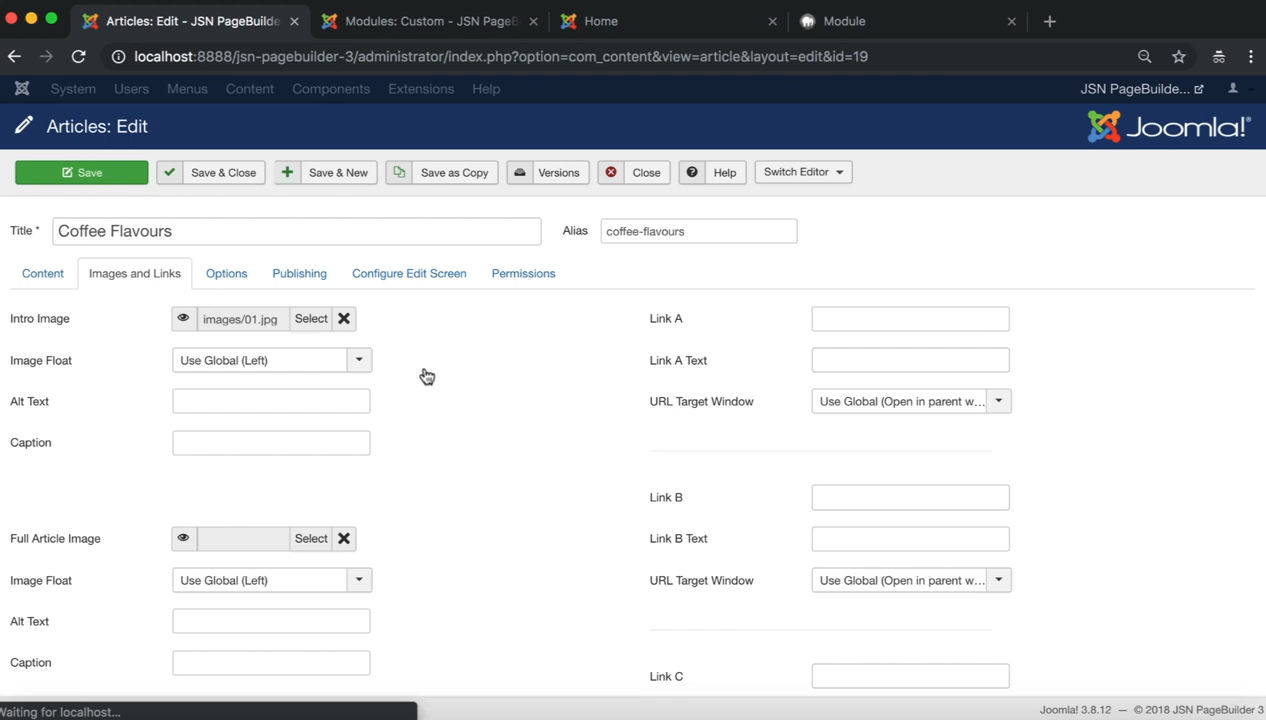 Articles: Edit - JSN PageBuilde
Modules: Custom - JSN PageB
Home
Module
localhost:8888/jsn-pagebuilder-3/administrator/index.php?option=com_content&view=article&layout=edit&id=19
System Users Menus Content Components Extensions Help
JSN PageBuilde...
Articles: Edit
Joomla!®
Save
Save & Close
Save & New
Save as Copy
Versions
Close
Help
Switch Editor
Title * Coffee Flavours
Alias coffee-flavours
Content Images and Links Options Publishing Configure Edit Screen Permissions
Intro Image images/01.jpg Select
Link A
Image Float Use Global (Left)
Link A Text
Alt Text
URL Target Window Use Global (Open in parent w...
Caption
Link B
Full Article Image Select
Link B Text
Image Float Use Global (Left)
URL Target Window Use Global (Open in parent w...
Alt Text
Caption
Link C
Waiting for localhost...
Joomla! 3.8.12 — © 2018 JSN PageBuilder 3